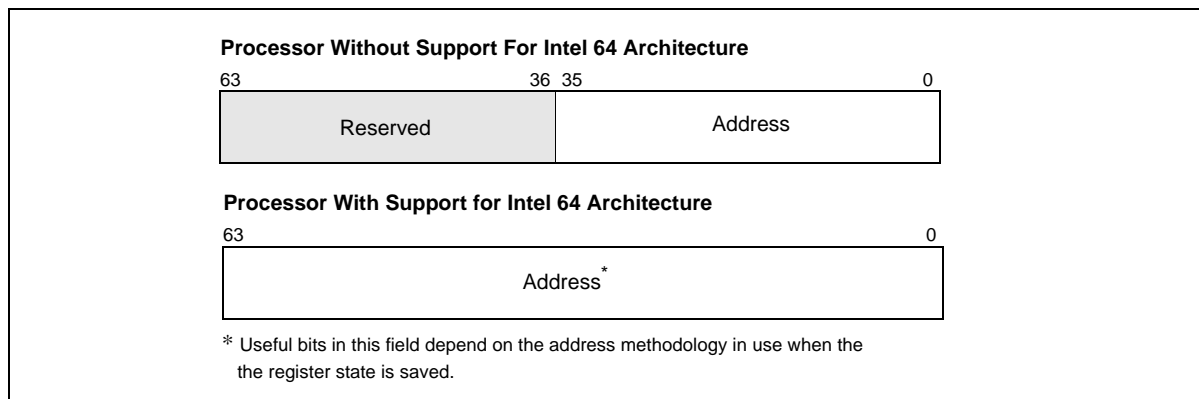 Processor Without Support For Intel 64 Architecture
63 36 35 0
Reserved Address
Processor With Support for Intel 64 Architecture
63 0
Address*
* Useful bits in this field depend on the address methodology in use when the
the register state is saved.